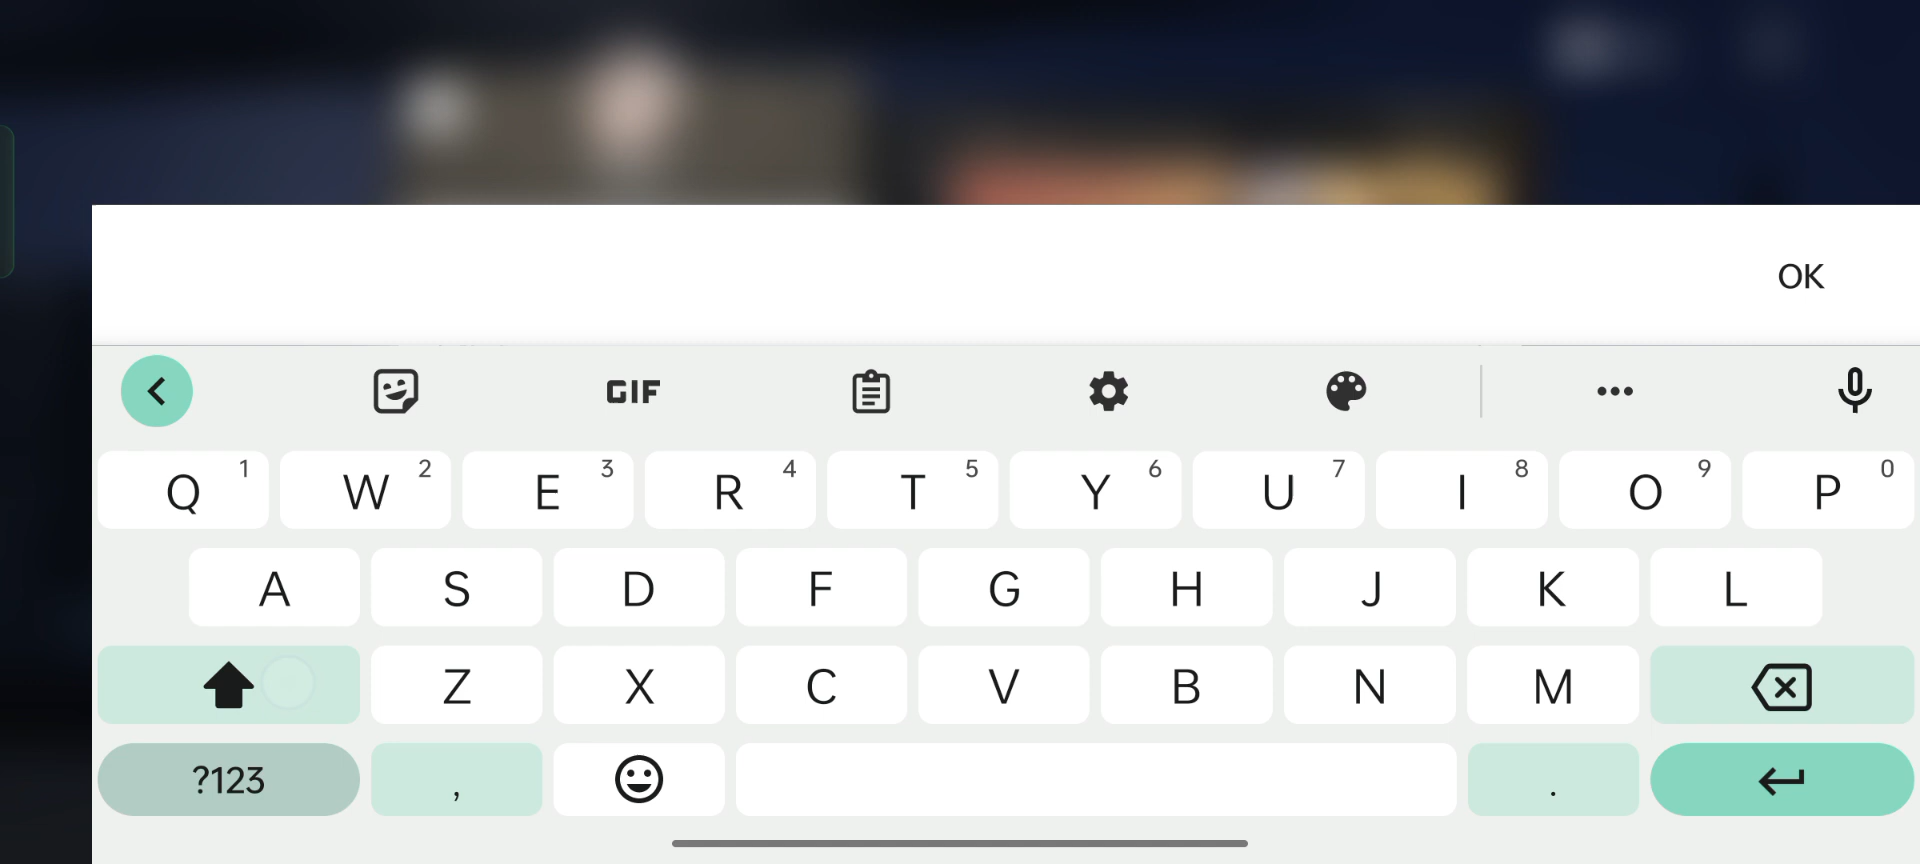 OK
GIF
Q 1 W 2 E 3 R 4 T 5 Y 6 U 7 I 8 O 9 P 0
A S D F G H J K L
Z X C V B N M
?123 , .